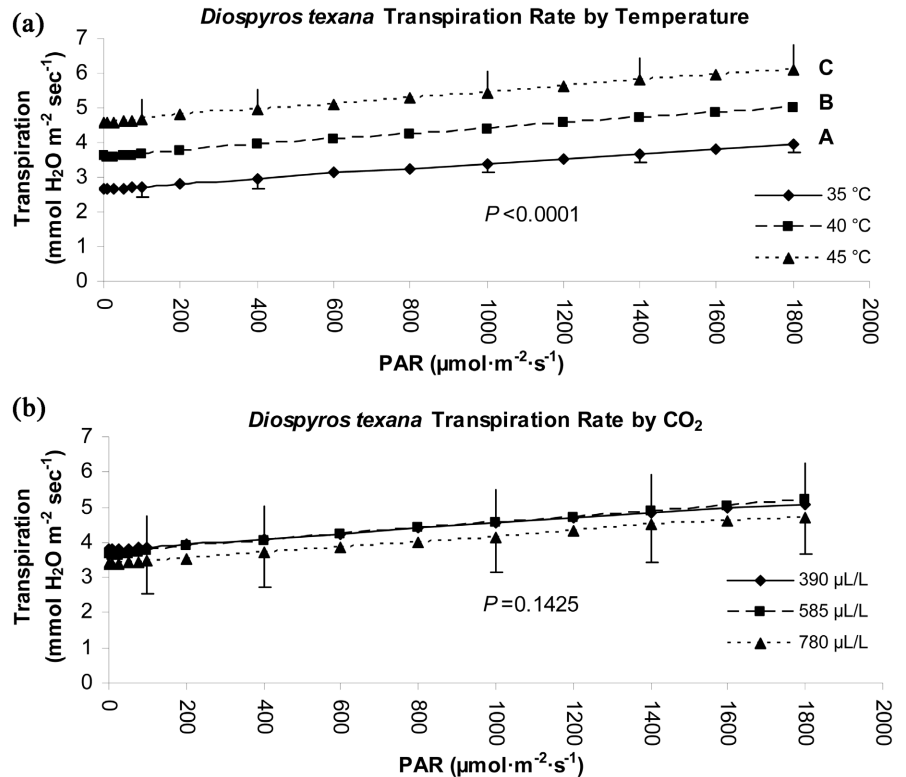 (a)
Diospyros texana Transpiration Rate by Temperature
Transpiration
(mmol H₂O m⁻² sec⁻¹)
7
6
5
4
3
2
1
0
C
B
A
P<0.0001
35 °C
40 °C
45 °C
0 200 400 600 800 1000 1200 1400 1600 1800 2000
PAR (µmol·m⁻²·s⁻¹)
(b)
Diospyros texana Transpiration Rate by CO₂
Transpiration
(mmol H₂O m⁻² sec⁻¹)
7
6
5
4
3
2
1
0
P=0.1425
390 µL/L
585 µL/L
780 µL/L
0 200 400 600 800 1000 1200 1400 1600 1800 2000
PAR (µmol·m⁻²·s⁻¹)